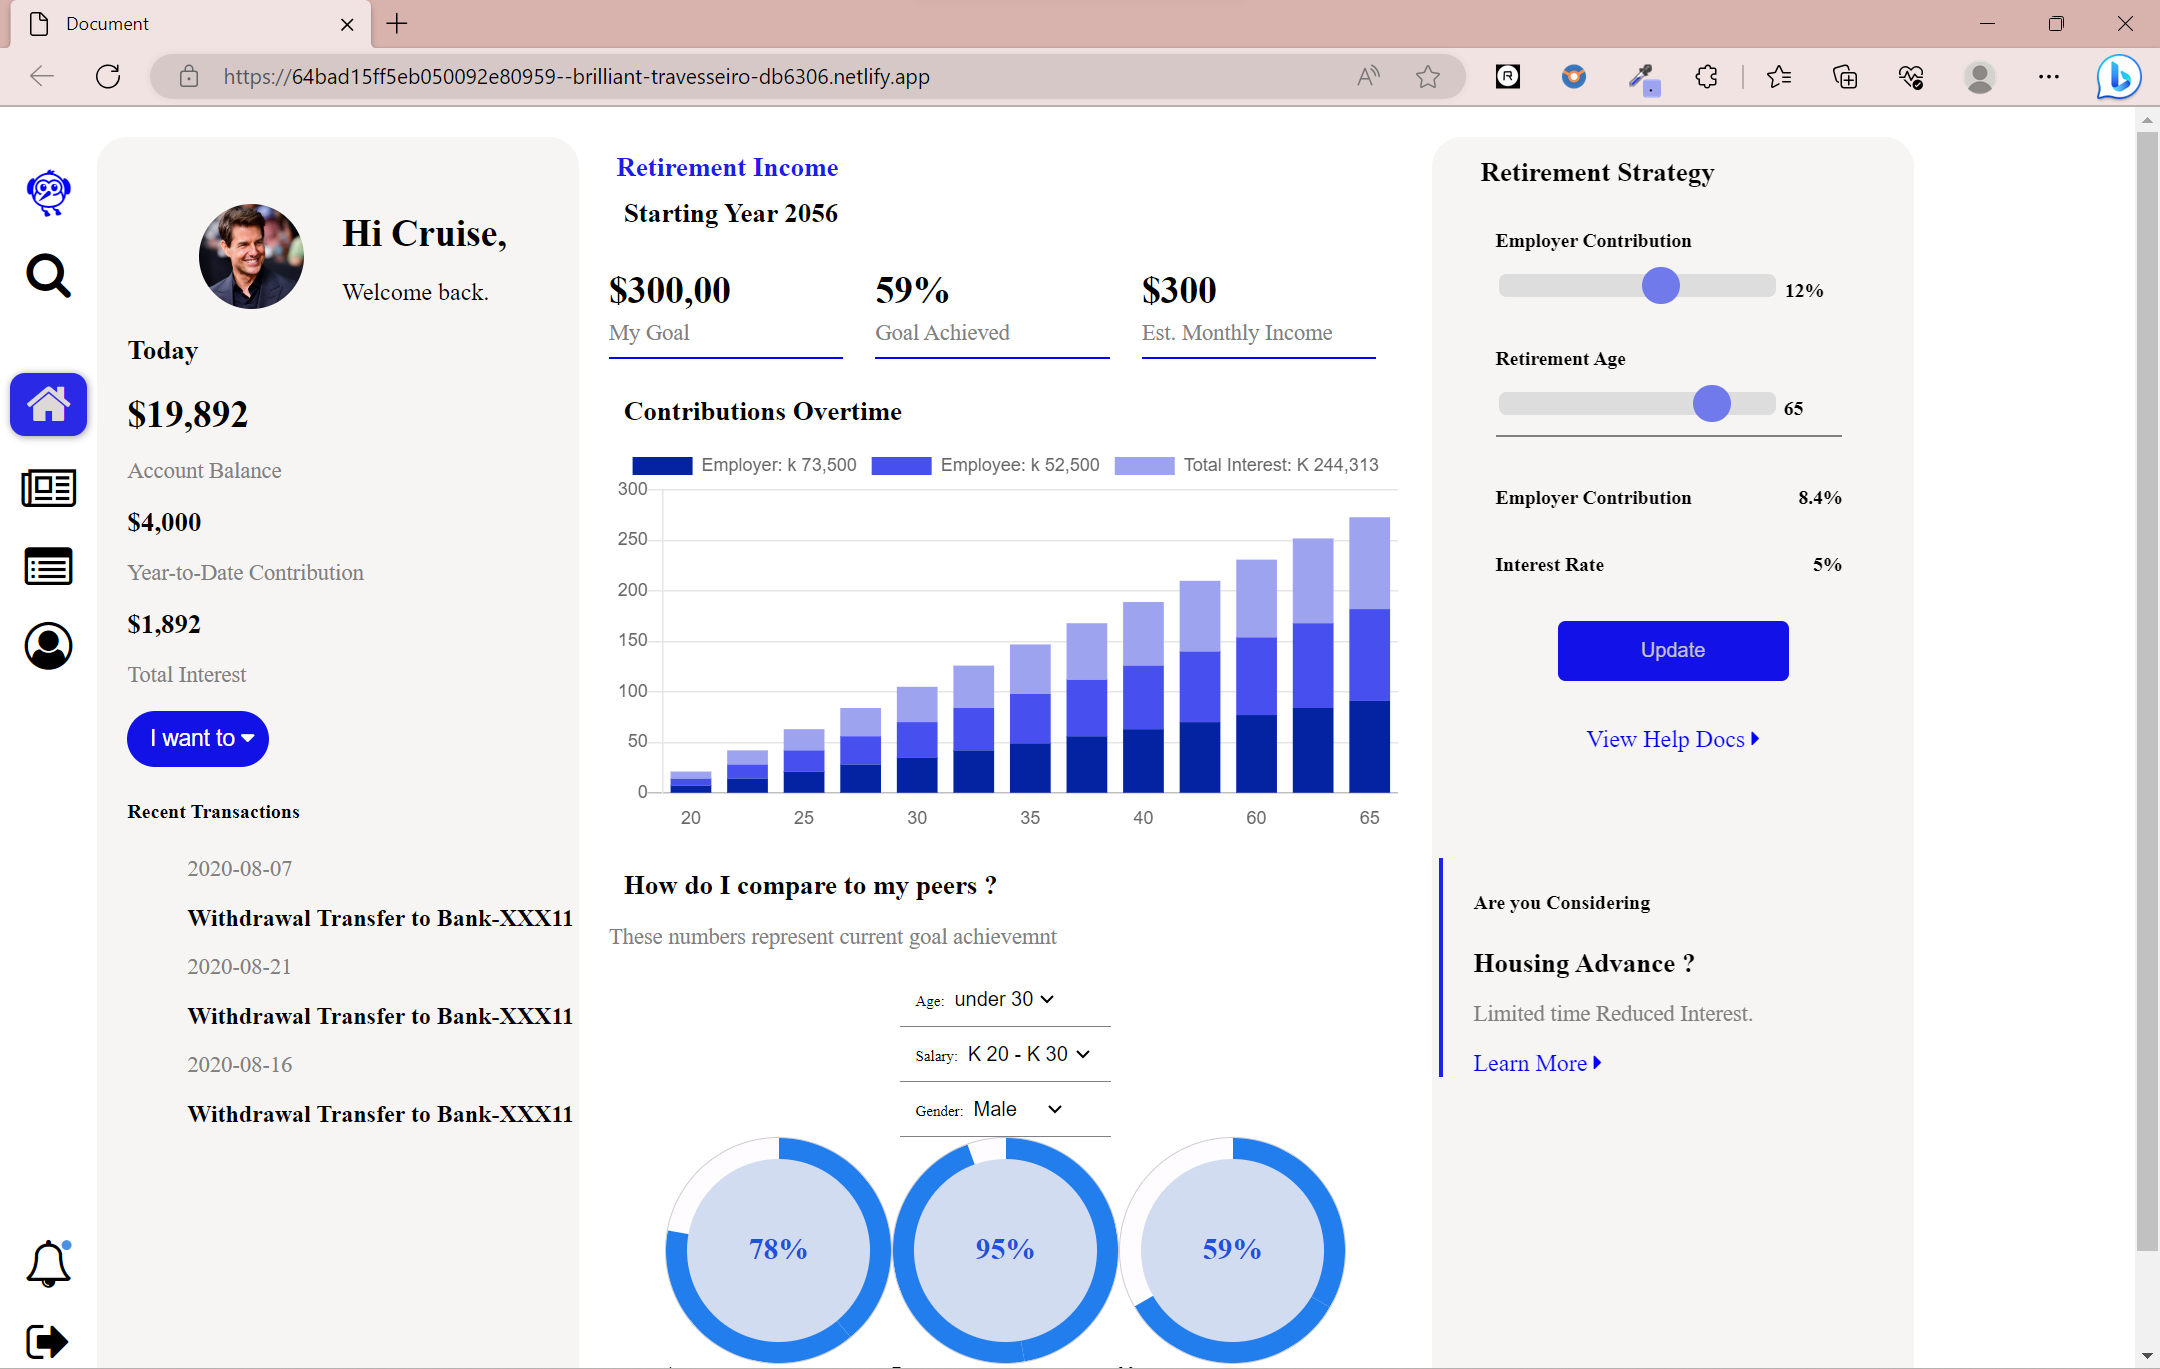 Document
https://64bad15ff5eb050092e80959--brilliant-travesseiro-db6306.netlify.app
Hi Cruise,
Welcome back.
Today
$19,892
Account Balance
$4,000
Year-to-Date Contribution
$1,892
Total Interest
I want to
Recent Transactions
2020-08-07
Withdrawal Transfer to Bank-XXX11
2020-08-21
Withdrawal Transfer to Bank-XXX11
2020-08-16
Withdrawal Transfer to Bank-XXX11
Retirement Income
Starting Year 2056
$300,00 59% $300
My Goal Goal Achieved Est. Monthly Income
Contributions Overtime
Employer: k 73,500 Employee: k 52,500 Total Interest: K 244,313
300
250
200
150
100
50
0
20 25 30 35 40 60 65
How do I compare to my peers ?
These numbers represent current goal achievemnt
Age: under 30
Salary: K 20 - K 30
Gender: Male
78% 95% 59%
Retirement Strategy
Employer Contribution
12%
Retirement Age
65
Employer Contribution 8.4%
Interest Rate 5%
Update
View Help Docs
Are you Considering
Housing Advance ?
Limited time Reduced Interest.
Learn More